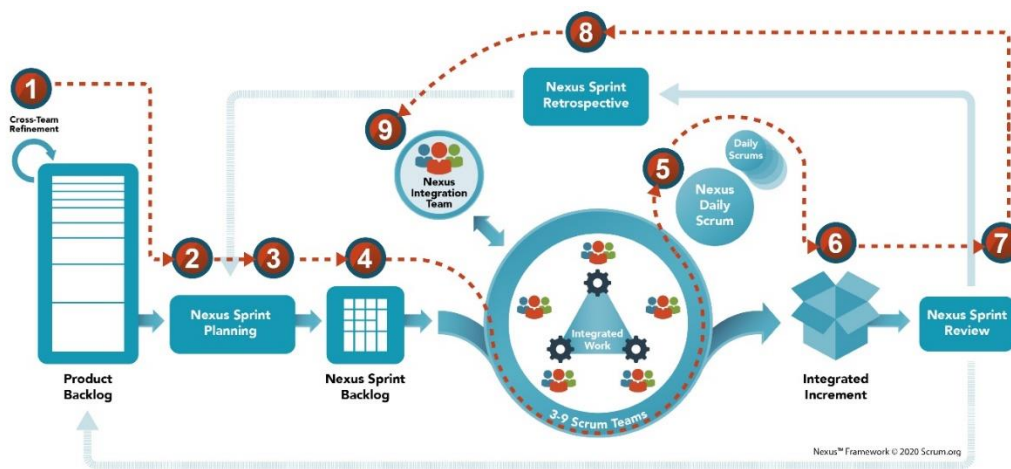 1
Cross-Team
Refinement
Product
Backlog
2
3
Nexus Sprint
Planning
4
Nexus Sprint
Backlog
9
Nexus
Integration
Team
8
Nexus Sprint
Retrospective
5
Daily
Scrums
Nexus
Daily
Scrum
Integrated
Work
3-9 Scrum Teams
6
Integrated
Increment
7
Nexus Sprint
Review
Nexus™ Framework © 2020 Scrum.org